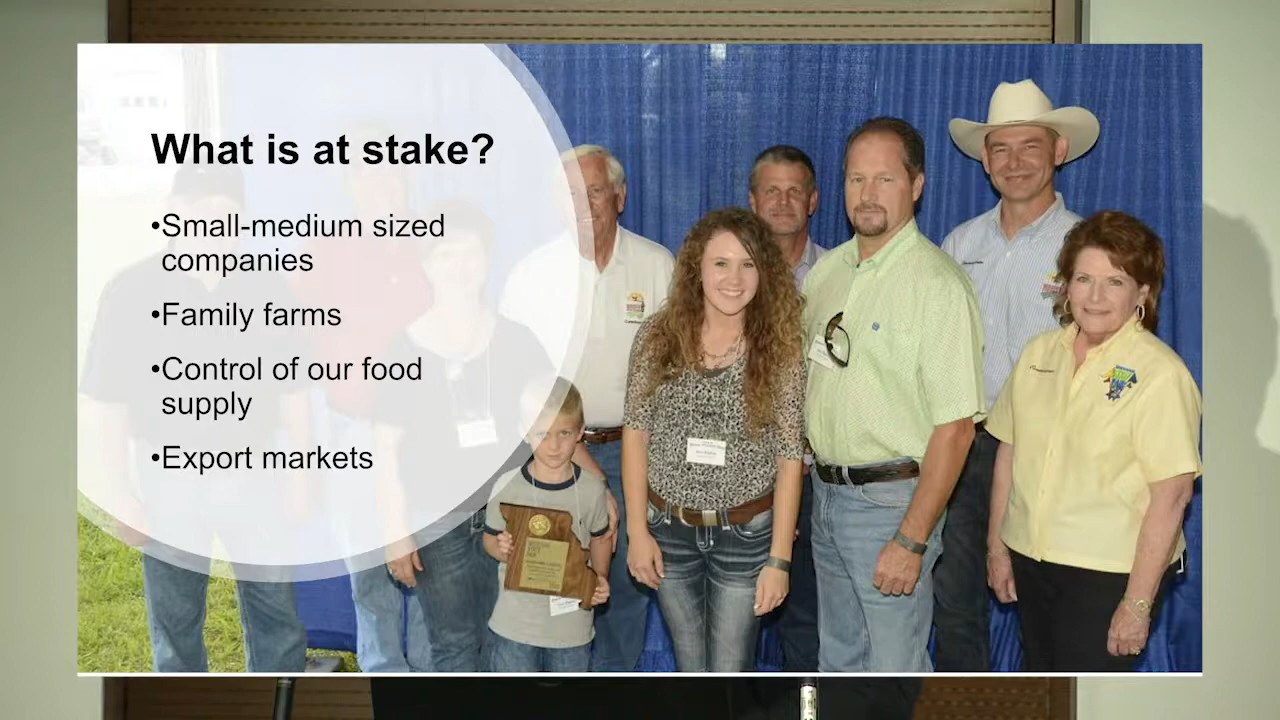 What is at stake?
•Small-medium sized
companies
•Family farms
•Control of our food
supply
•Export markets